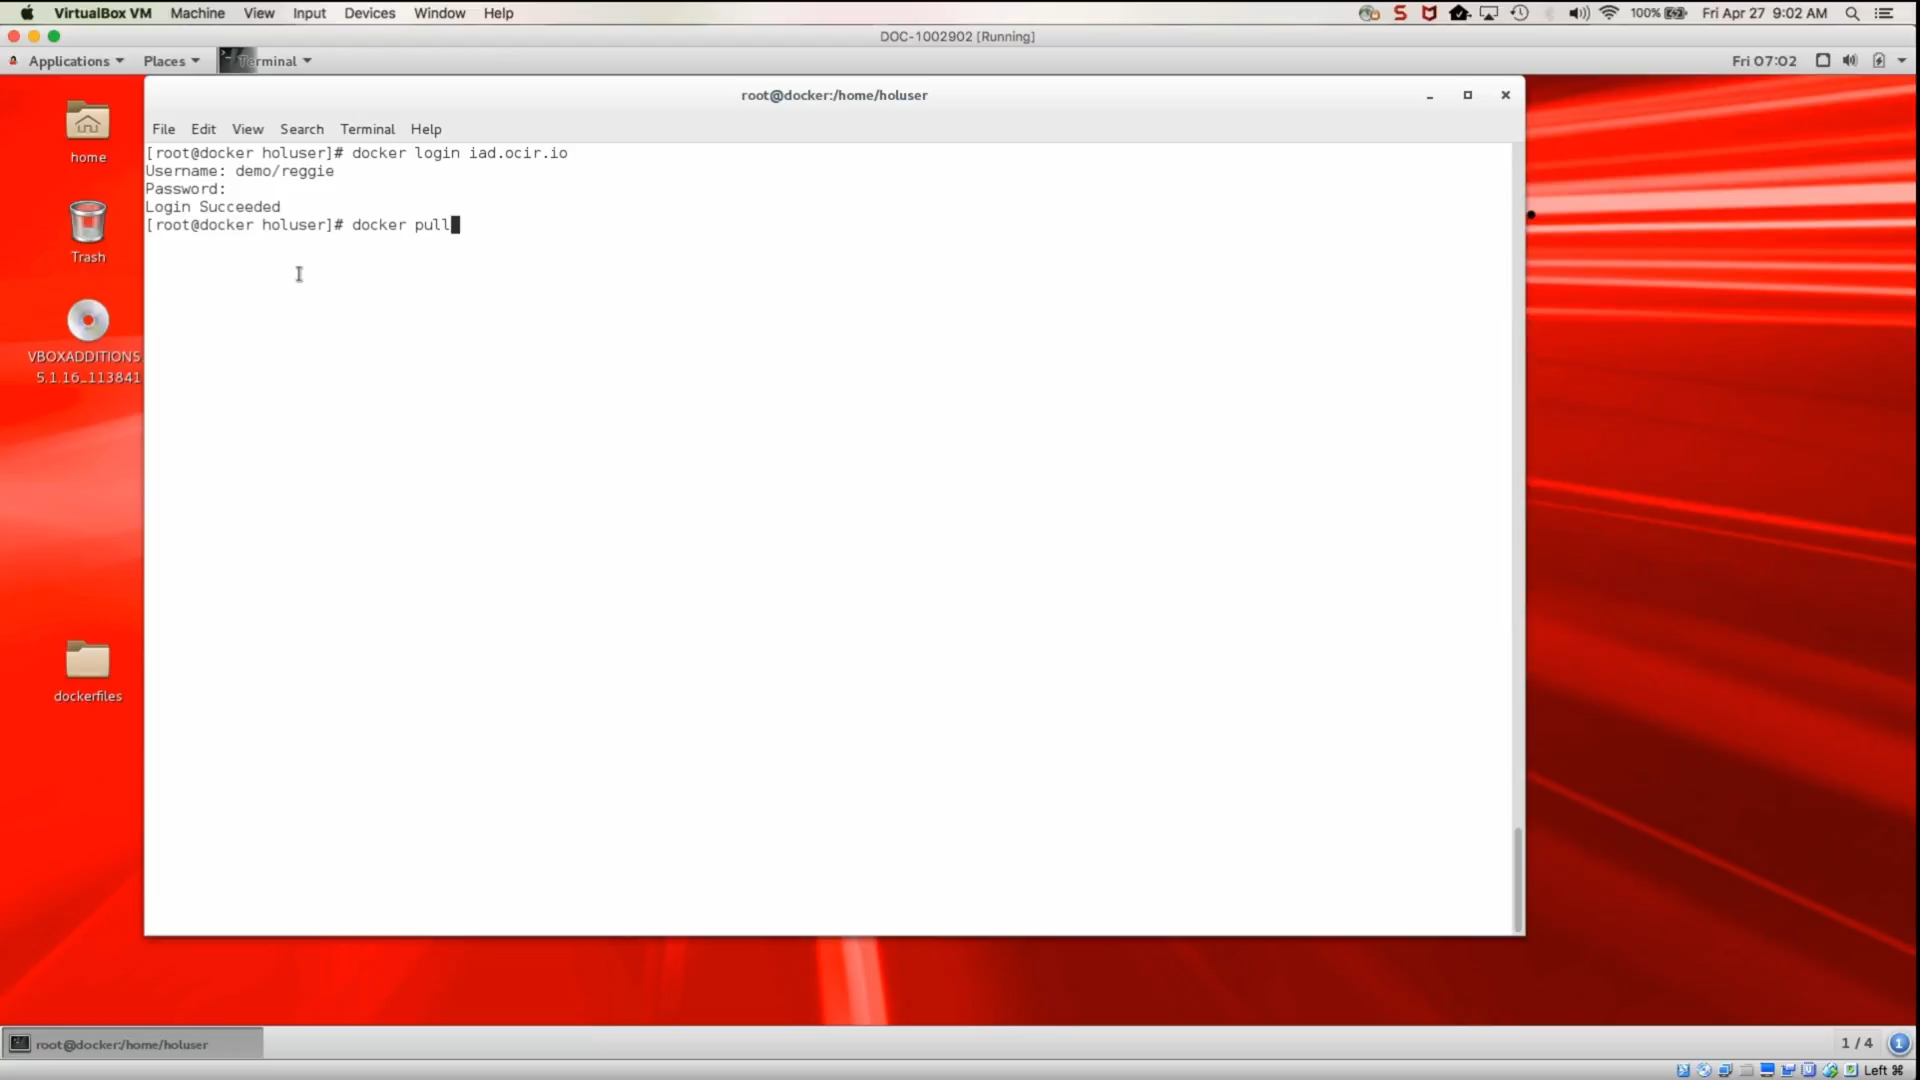 VirtualBox VM Machine View Input Devices Window Help 100% Fri Apr 27 9:02 AM
DOC-1002902 [Running]
Applications Places Terminal Fri 07:02
root@docker:/home/holuser
File Edit View Search Terminal Help
[root@docker holuser]# docker login iad.ocir.io
Username: demo/reggie
Password:
Login Succeeded
[root@docker holuser]# docker pull
home
Trash
VBOXADDITIONS
5.1.16_113841
dockerfiles
root@docker:/home/holuser 1 / 4 1
Left ⌘